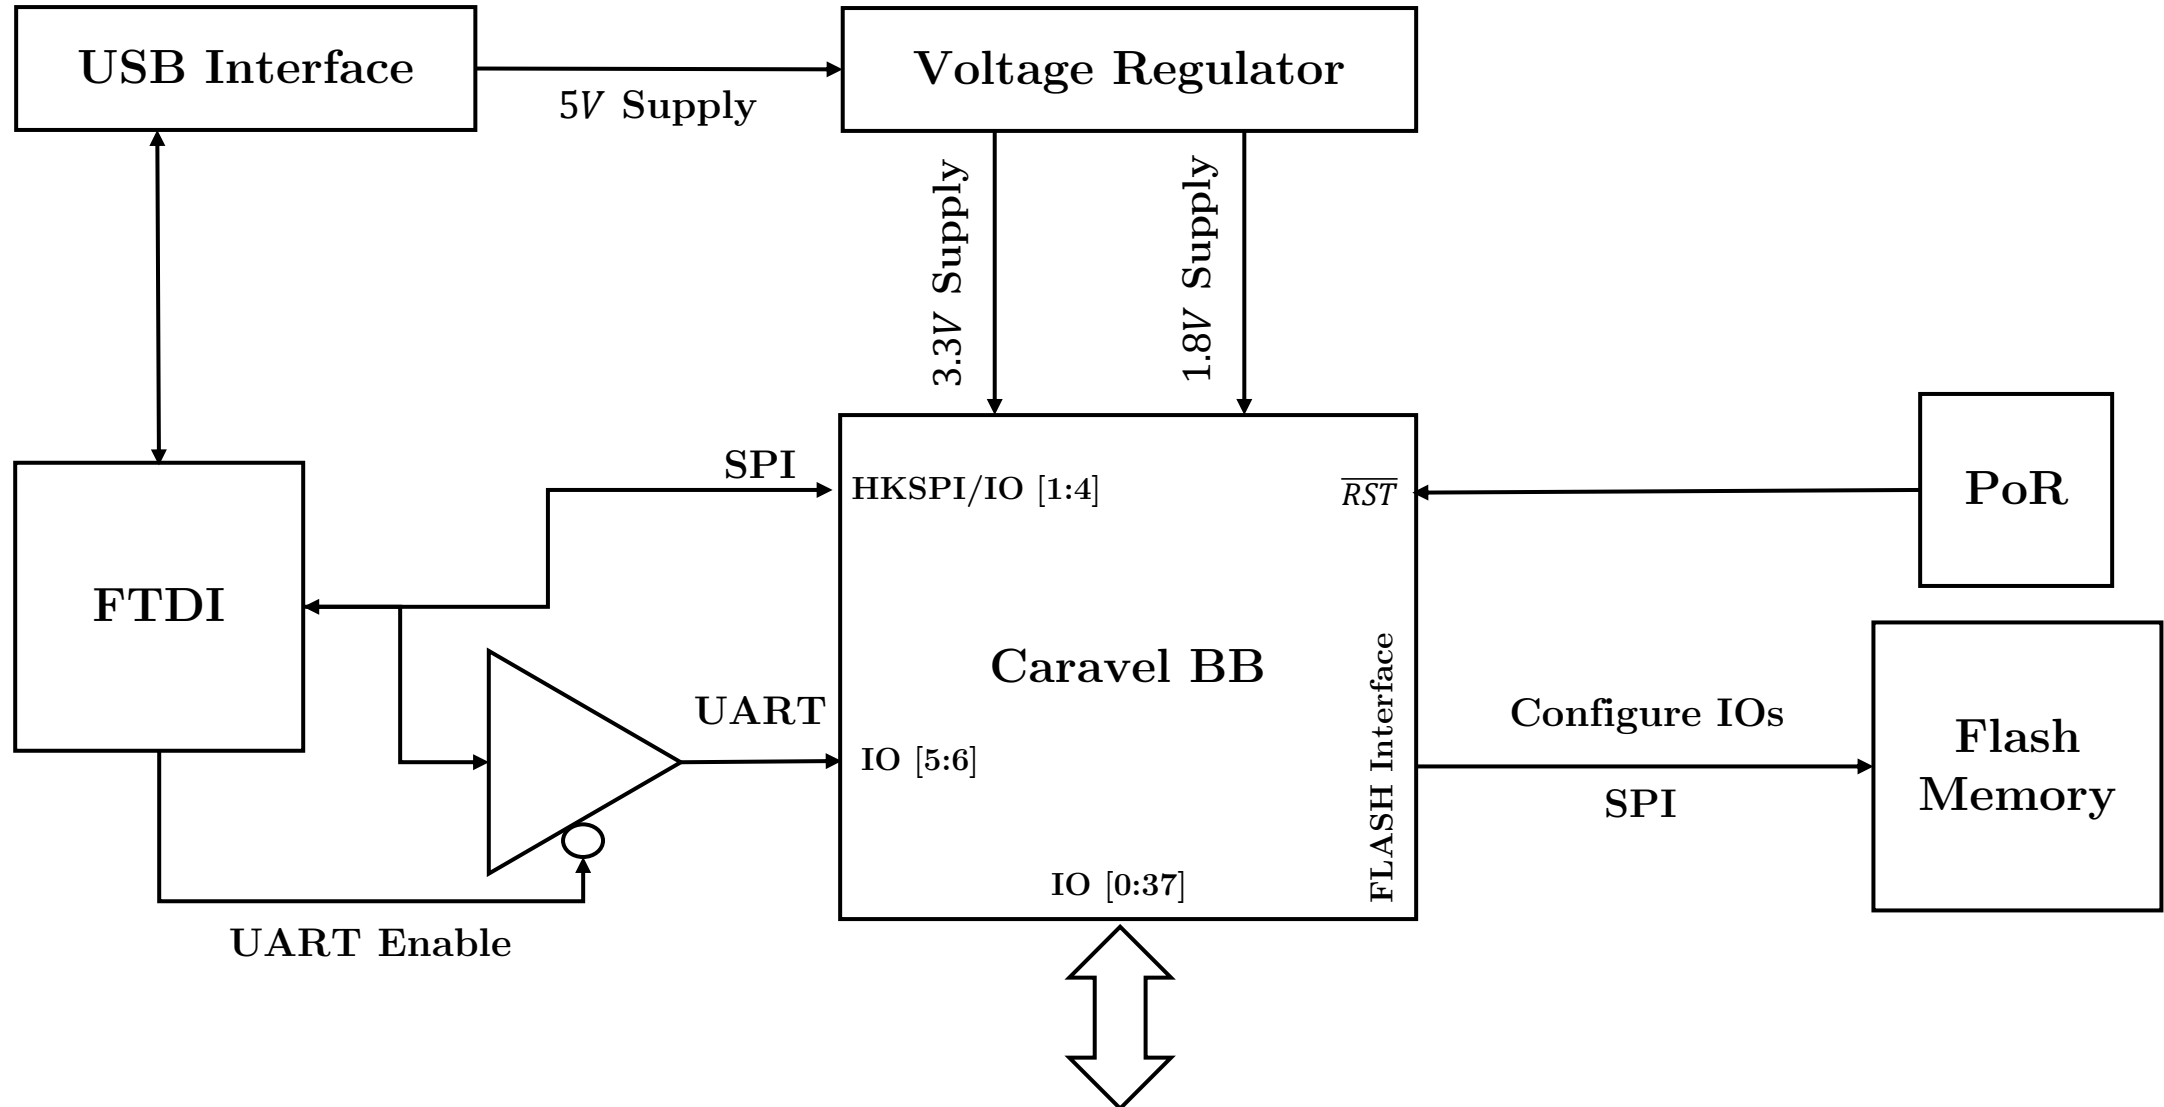 USB Interface
Voltage Regulator
5V Supply
3.3V Supply
1.8V Supply
SPI
HKSPI/IO [1:4]
R̅S̅T̅
PoR
FTDI
Caravel BB
UART
IO [5:6]
FLASH Interface
Configure IOs
SPI
Flash
Memory
IO [0:37]
UART Enable